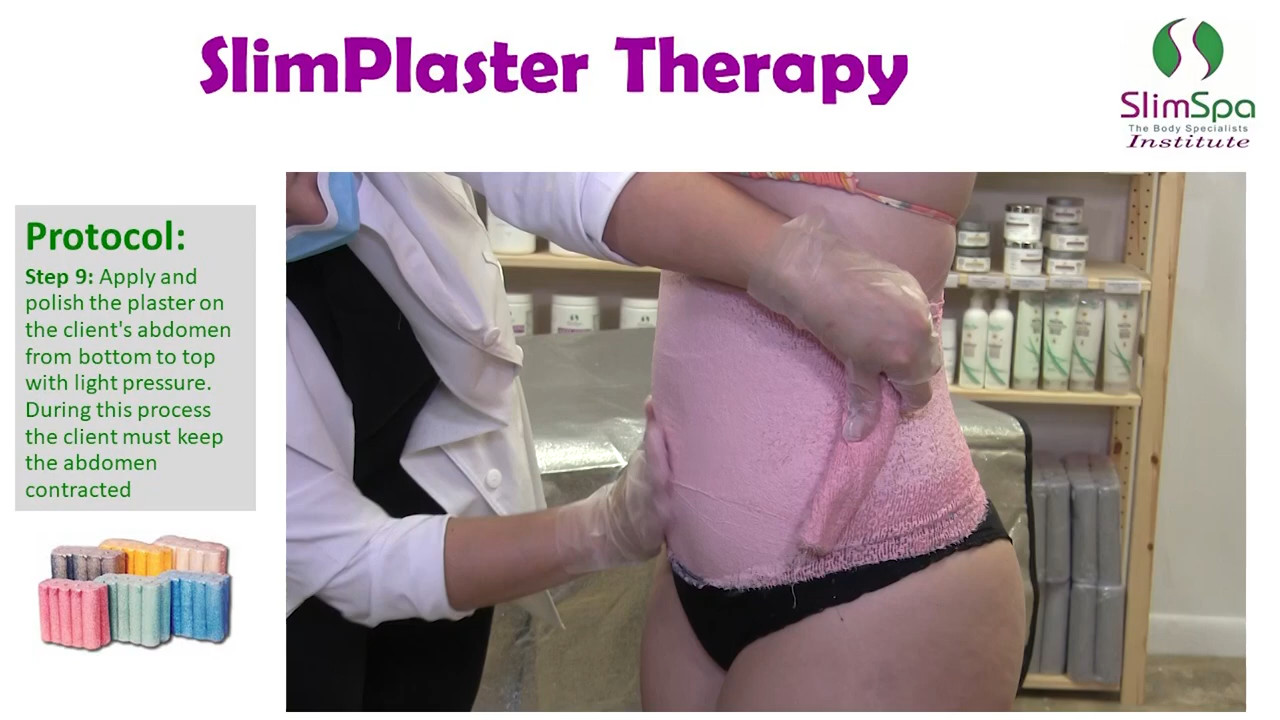 SlimPlaster Therapy
SlimSpa
The Body Specialists
Institute
Protocol:
Step 9: Apply and
polish the plaster on
the client's abdomen
from bottom to top
with light pressure.
During this process
the client must keep
the abdomen
contracted